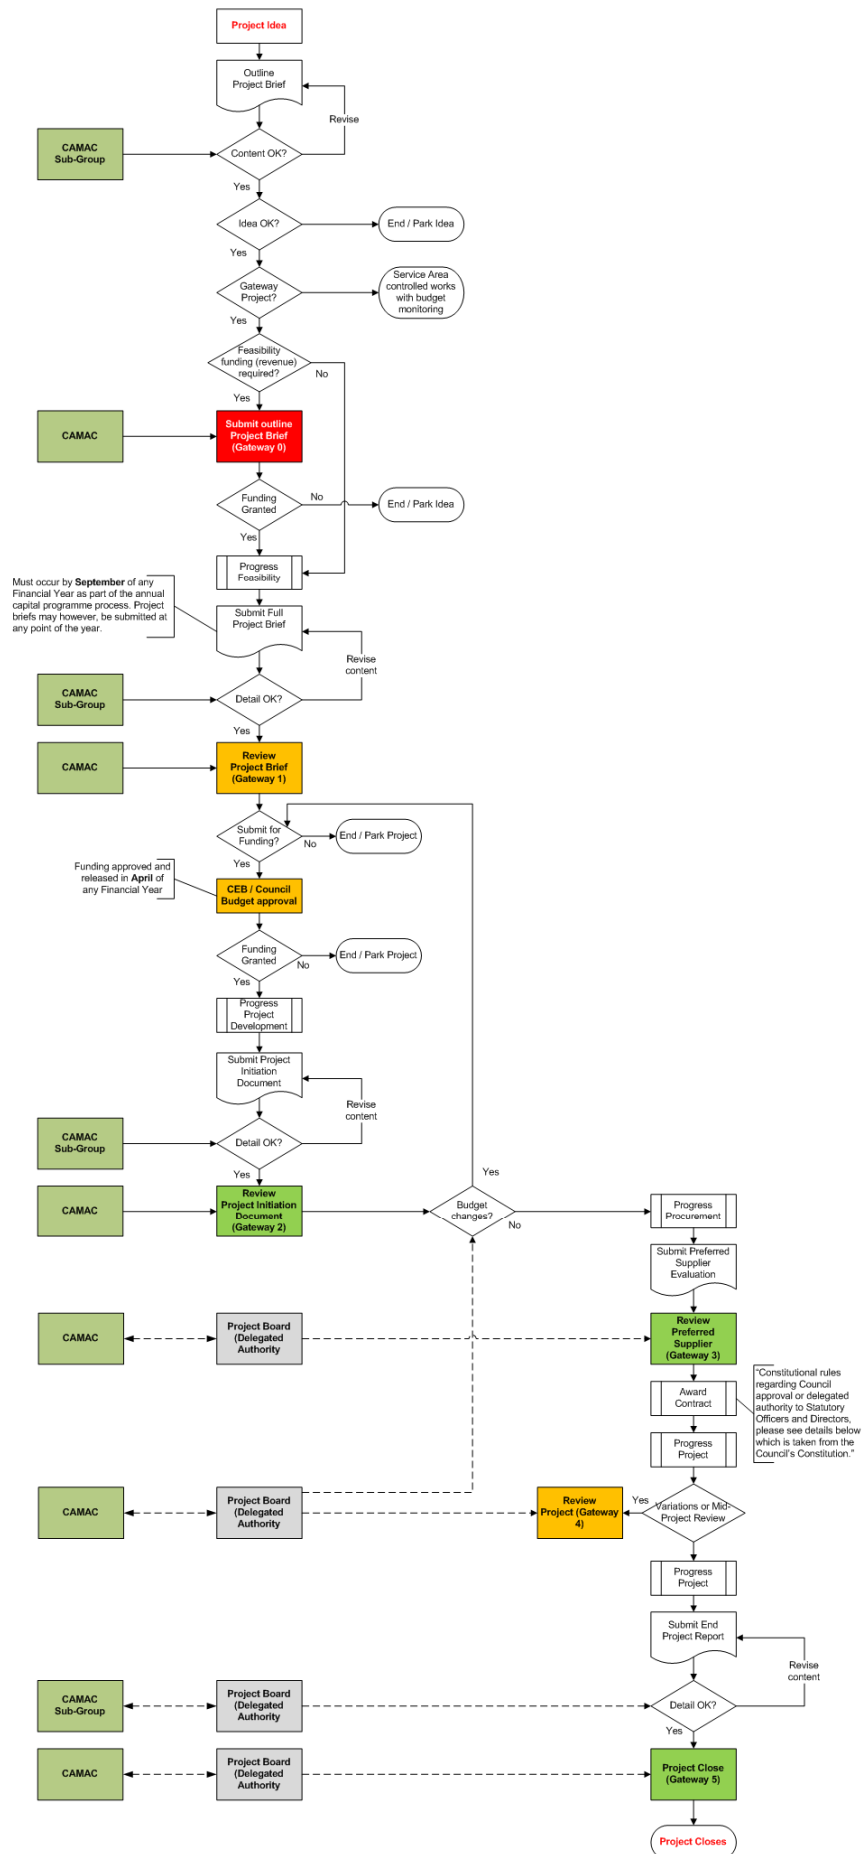 Project Idea
Outline
Project Brief
Revise
CAMAC
Sub-Group
Content OK?
Yes
Idea OK?
End / Park Idea
Yes
Gateway
Project?
Service Area
controlled works
with budget
monitoring
Yes
Feasibility
funding (revenue)
required?
No
Yes
CAMAC
Submit outline
Project Brief
(Gateway 0)
Funding
Granted
No
End / Park Idea
Yes
Progress
Feasibility
Must occur by September of any
Financial Year as part of the annual
capital programme process. Project
briefs may however, be submitted at
any point of the year.
Submit Full
Project Brief
Revise
content
CAMAC
Sub-Group
Detail OK?
Yes
CAMAC
Review
Project Brief
(Gateway 1)
Submit for
Funding?
No
End / Park Project
Yes
Funding approved and
released in April of
any Financial Year
CEB / Council
Budget approval
Funding
Granted
No
End / Park Project
Yes
Progress
Project
Development
Submit Project
Initiation
Document
Revise
content
CAMAC
Sub-Group
Detail OK?
Yes
Yes
CAMAC
Review
Project Initiation
Document
(Gateway 2)
Budget
changes?
No
Progress
Procurement
Submit Preferred
Supplier
Evaluation
CAMAC
Project Board
(Delegated
Authority
Review
Preferred
Supplier
(Gateway 3)
Award
Contract
"Constitutional rules
regarding Council
approval or delegated
authority to Statutory
Officers and Directors,
please see details below
which is taken from the
Council's Constitution."
Progress
Project
CAMAC
Project Board
(Delegated
Authority
Review
Project (Gateway
4)
Yes
Variations or Mid-
Project Review
Progress
Project
Submit End
Project Report
Revise
content
CAMAC
Sub-Group
Project Board
(Delegated
Authority
Detail OK?
Yes
CAMAC
Project Board
(Delegated
Authority
Project Close
(Gateway 5)
Project Closes